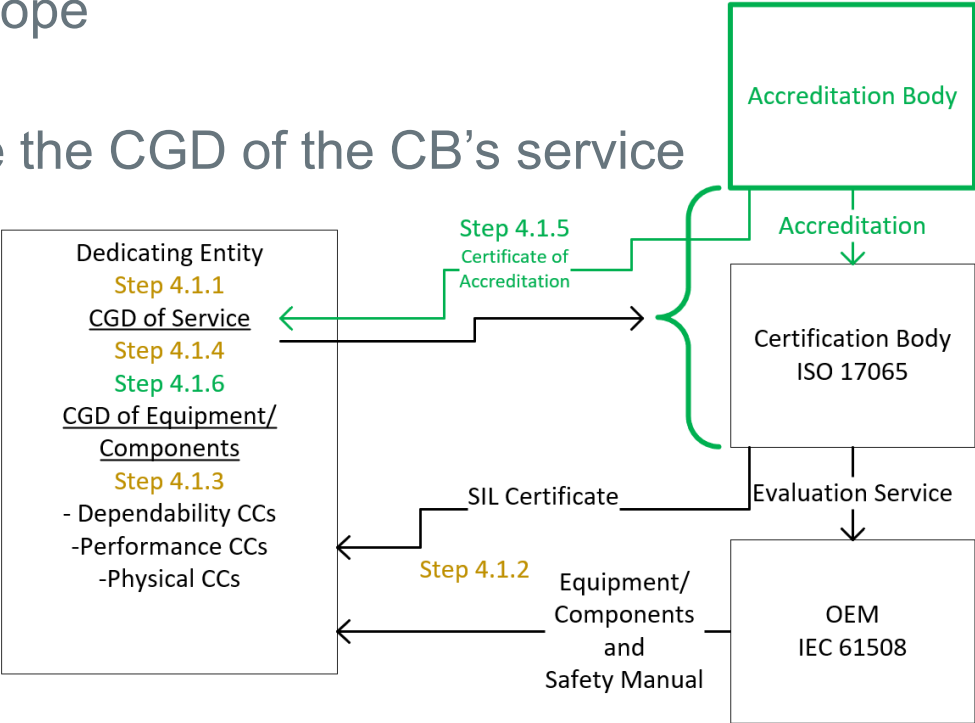 the CGD of the CB's service
Accreditation Body
Step 4.1.5
Certificate of
Accreditation
Accreditation
Dedicating Entity
Step 4.1.1
CGD of Service
Step 4.1.4
Step 4.1.6
CGD of Equipment/
Components
Step 4.1.3
- Dependability CCs
-Performance CCs
-Physical CCs
Certification Body
ISO 17065
SIL Certificate
Evaluation Service
Step 4.1.2
Equipment/
Components
and
Safety Manual
OEM
IEC 61508